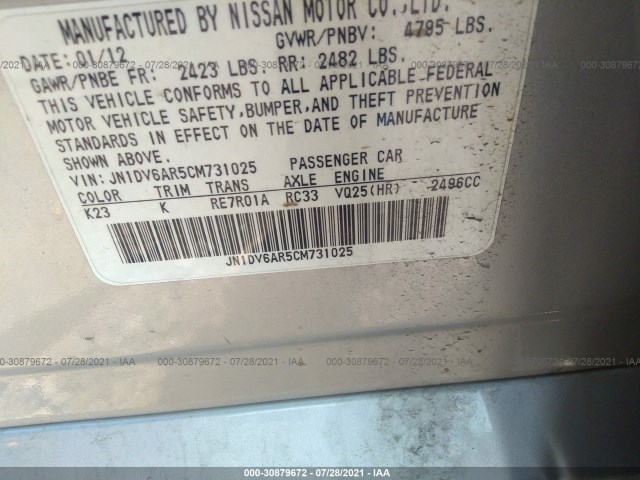 MANUFACTURED BY NISSAN MOTOR CO.,LTD.
DATE: 01/12 GVWR/PNBV: 4795 LBS.
GAWR/PNBE FR: 2423 LBS. RR: 2482 LBS.
THIS VEHICLE CONFORMS TO ALL APPLICABLE FEDERAL
MOTOR VEHICLE SAFETY, BUMPER, AND THEFT PREVENTION
STANDARDS IN EFFECT ON THE DATE OF MANUFACTURE
SHOWN ABOVE.
VIN: JN1DV6AR5CM731025 PASSENGER CAR
COLOR TRIM TRANS AXLE ENGINE
K23 K RE7R01A RC33 VQ25(HR) 2496CC
JN1DV6AR5CM731025
000-30879672 - 07/28/2021 - IAA